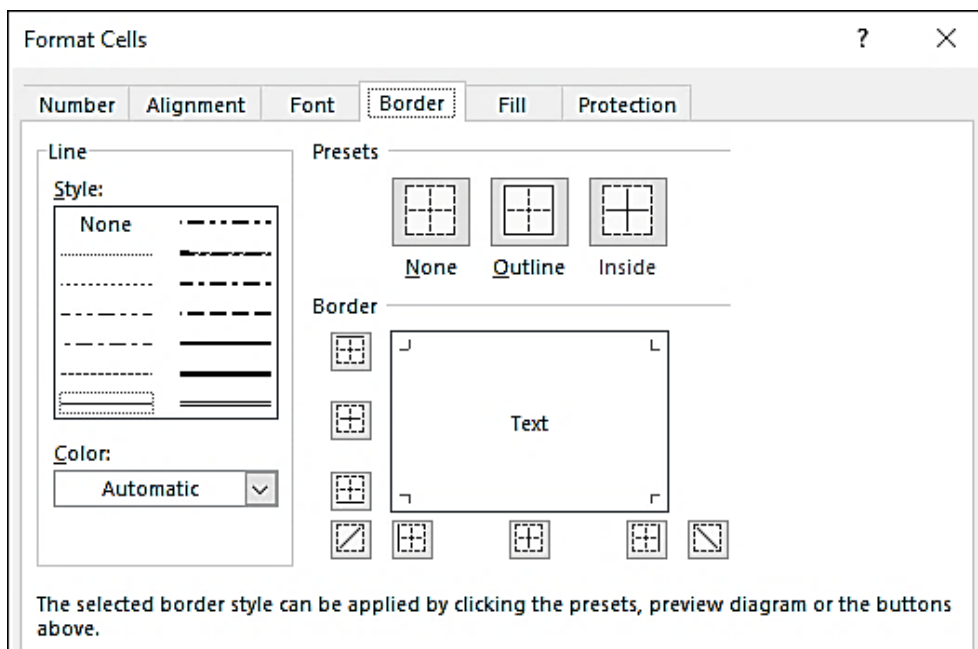 Format Cells ? ×
Number Alignment Font Border Fill Protection
Line
Style:
None
Color:
Automatic
Presets
None Outline Inside
Border
Text
The selected border style can be applied by clicking the presets, preview diagram or the buttons
above.